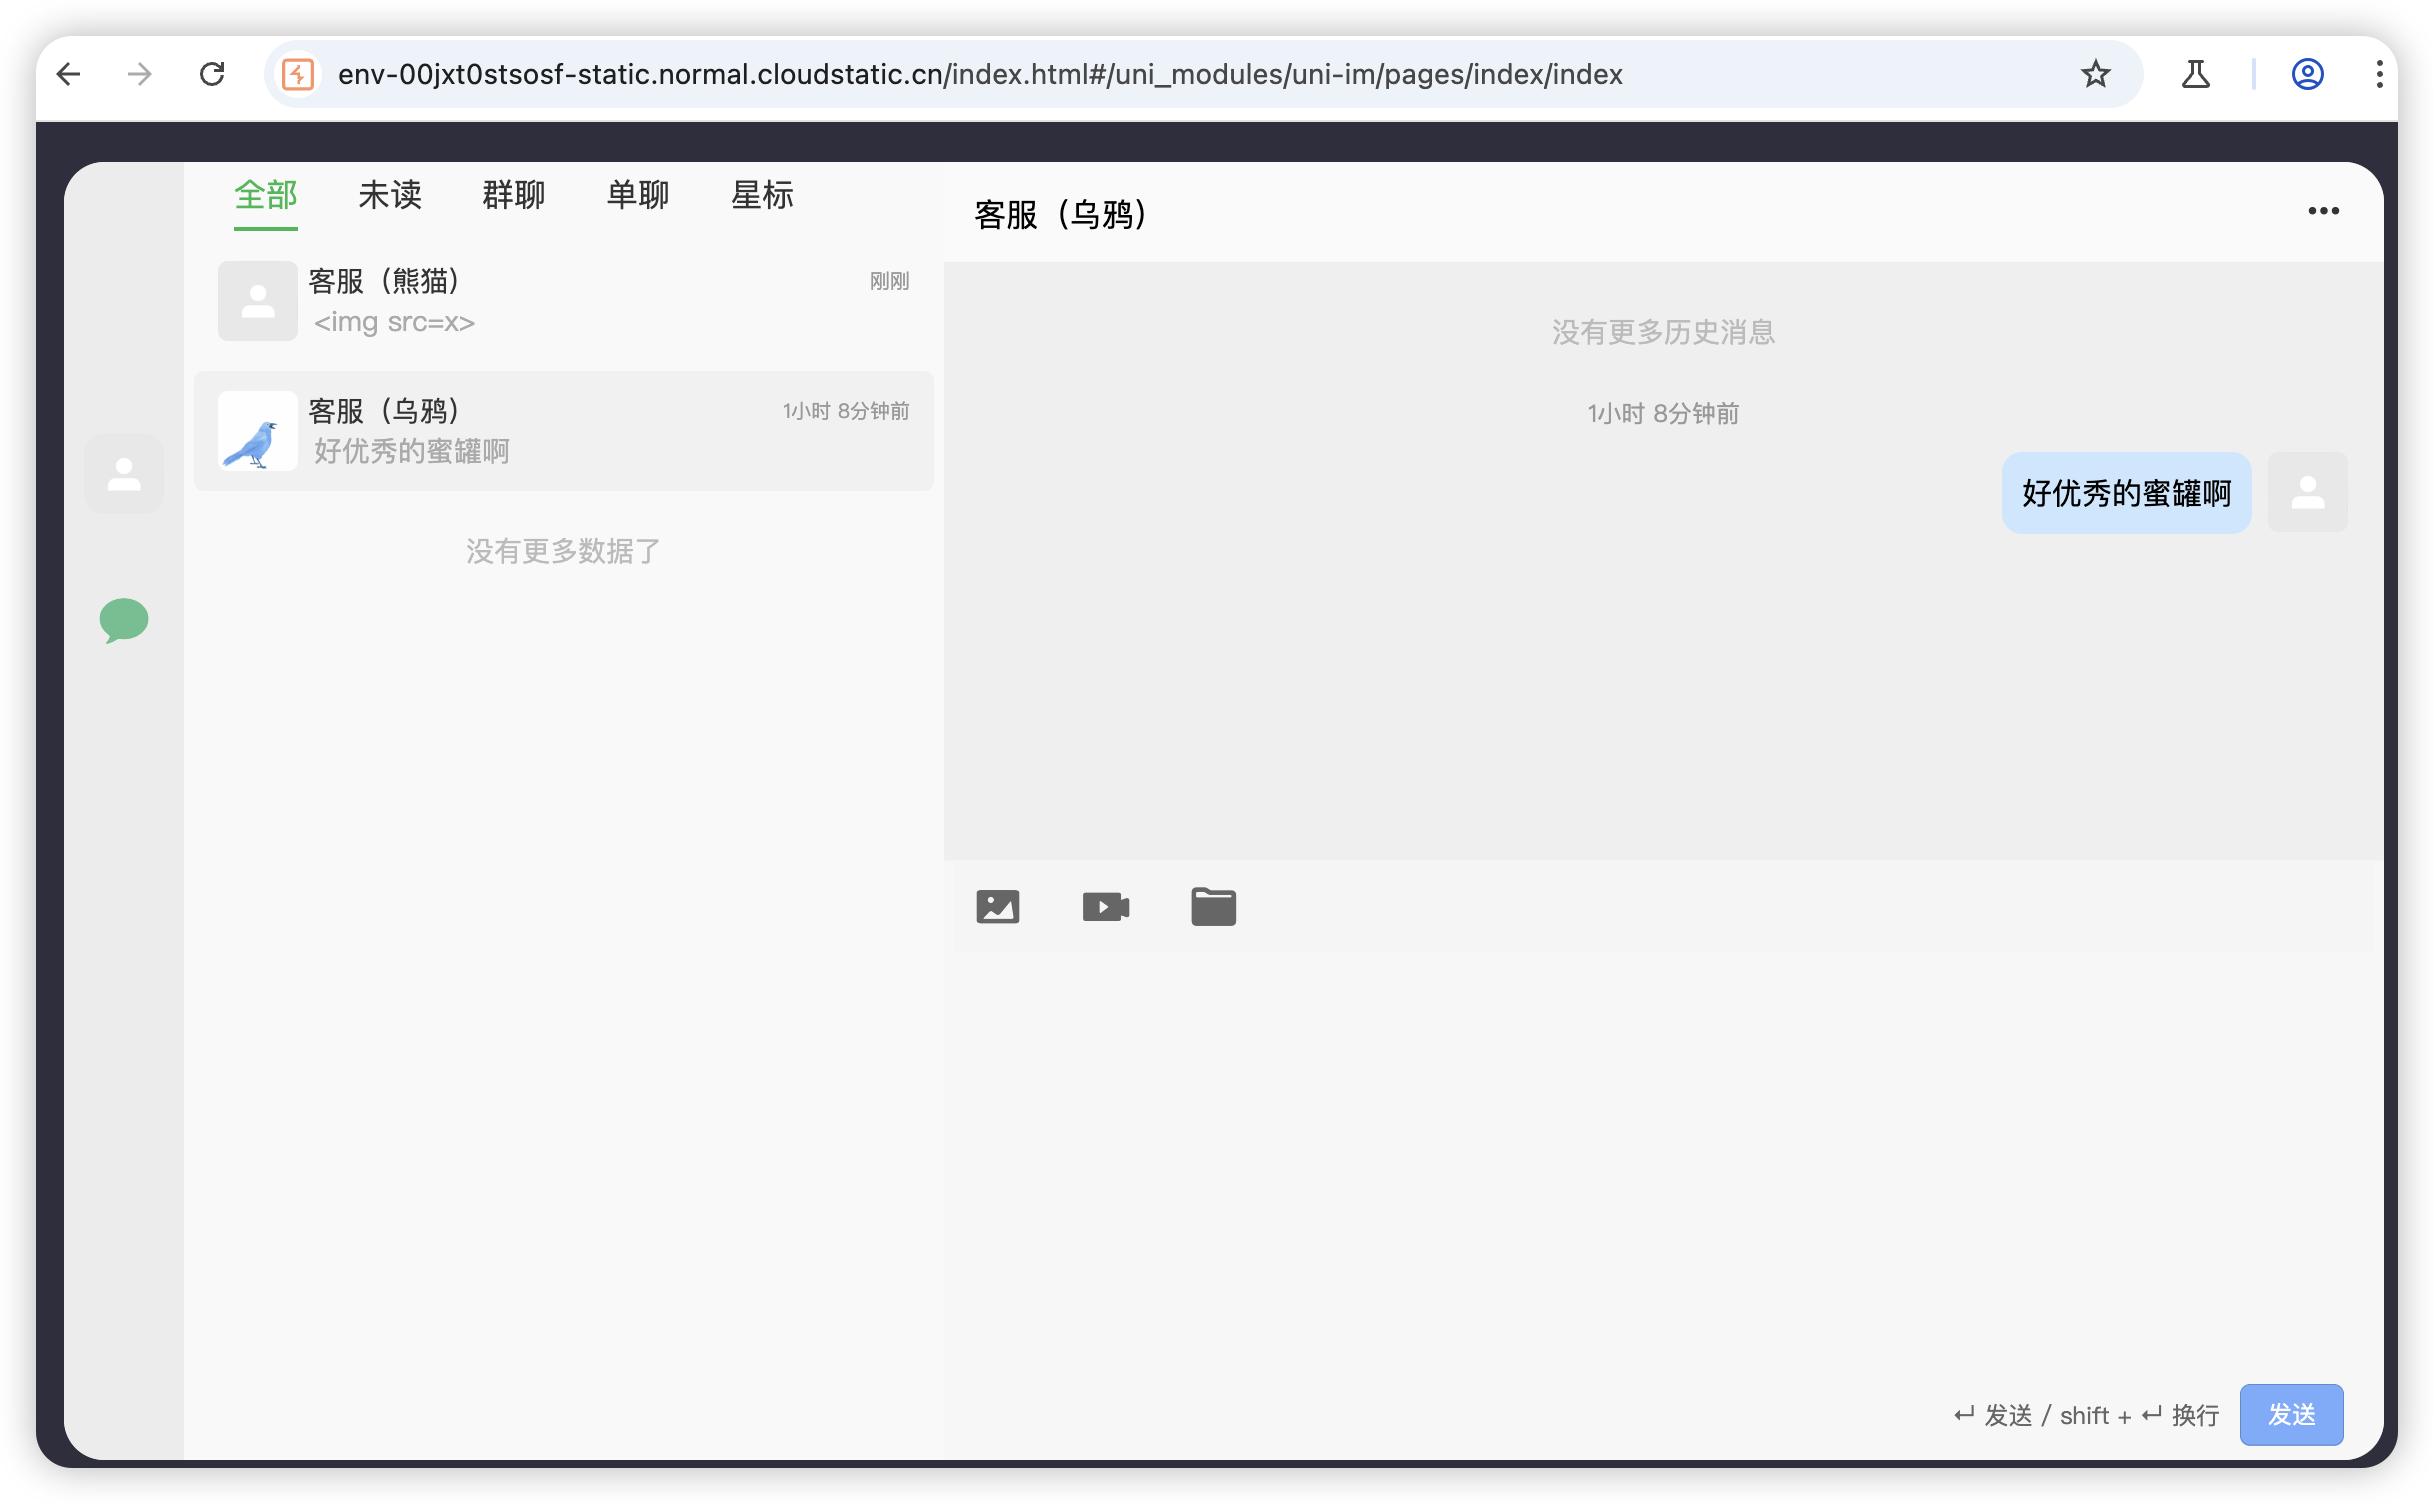 env-00jxt0stsosf-static.normal.cloudstatic.cn/index.html#/uni_modules/uni-im/pages/index/index
全部 未读 群聊 单聊 星标
客服（熊猫） 刚刚
<img src=x>
客服（乌鸦） 1小时 8分钟前
好优秀的蜜罐啊
没有更多数据了
客服（乌鸦）
没有更多历史消息
1小时 8分钟前
好优秀的蜜罐啊
↵ 发送 / shift + ↵ 换行 发送